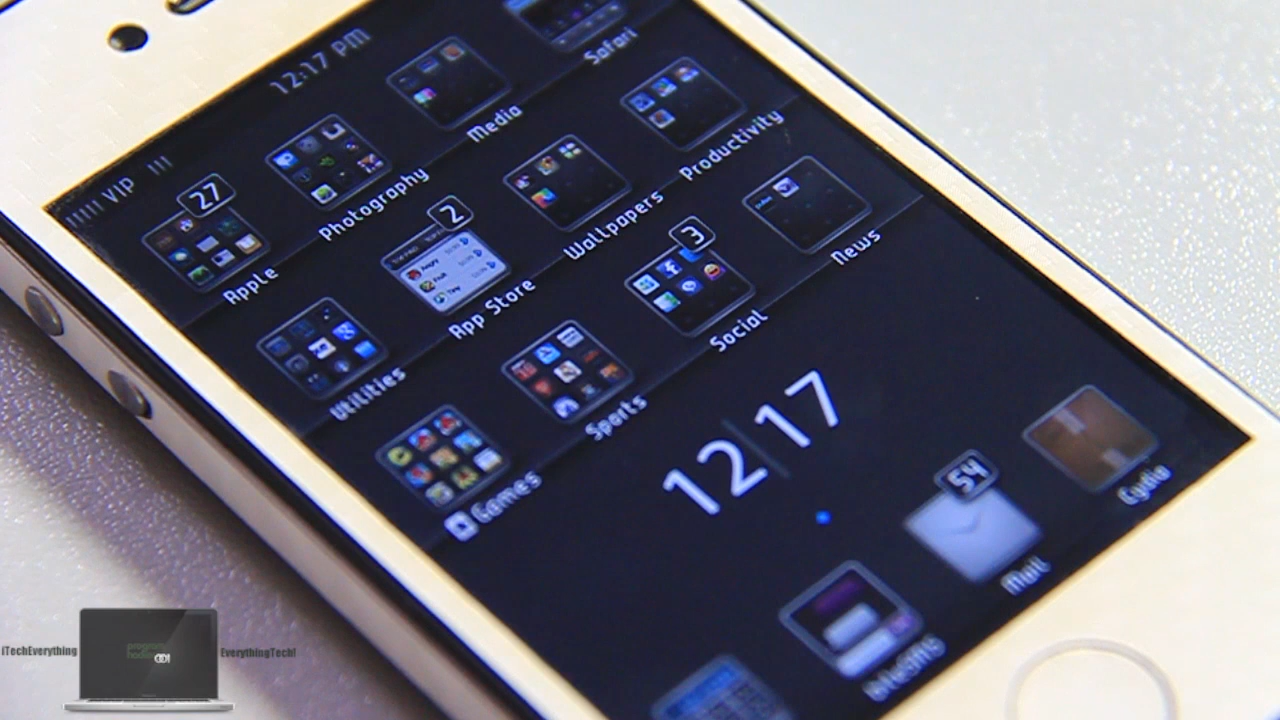 VIP
12:17 PM
27
Apple
Photography
Media
Safari
2
Utilities
App Store
Wallpapers
Productivity
3
Games
Sports
Social
News
12 17
54
biteSMS
Mail
Cydia
iTechEverything
EverythingTech!